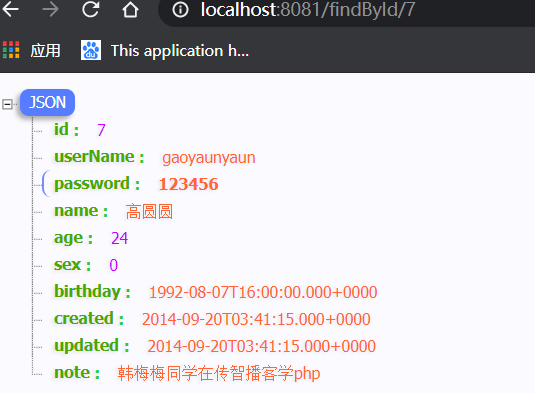 localhost:8081/findById/7
应用 This application h...
JSON
id : 7
userName : gaoyaunyaun
password : 123456
name : 高圆圆
age : 24
sex : 0
birthday : 1992-08-07T16:00:00.000+0000
created : 2014-09-20T03:41:15.000+0000
updated : 2014-09-20T03:41:15.000+0000
note : 韩梅梅同学在传智播客学php